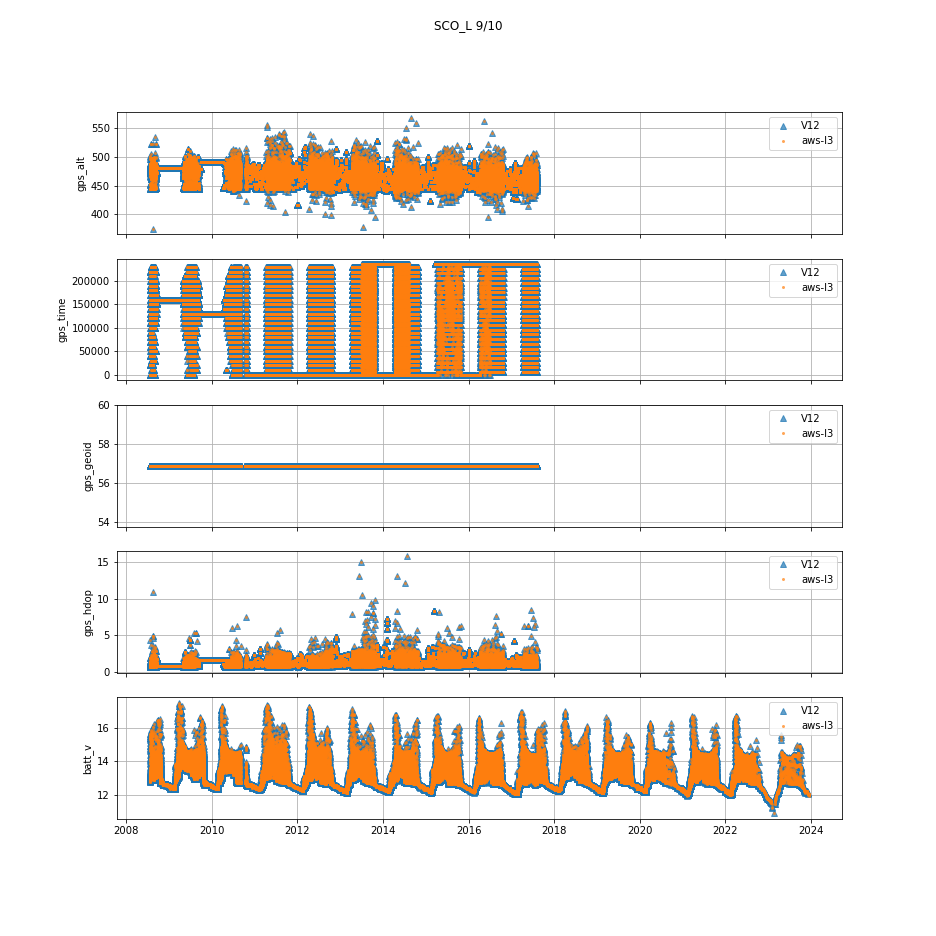 SCO_L 9/10
550
500
450
400
gps_alt
V12
aws-l3
200000
150000
100000
50000
0
gps_time
V12
aws-l3
60
58
56
54
gps_geoid
V12
aws-l3
15
10
5
0
gps_hdop
V12
aws-l3
16
14
12
batt_v
V12
aws-l3
2008 2010 2012 2014 2016 2018 2020 2022 2024